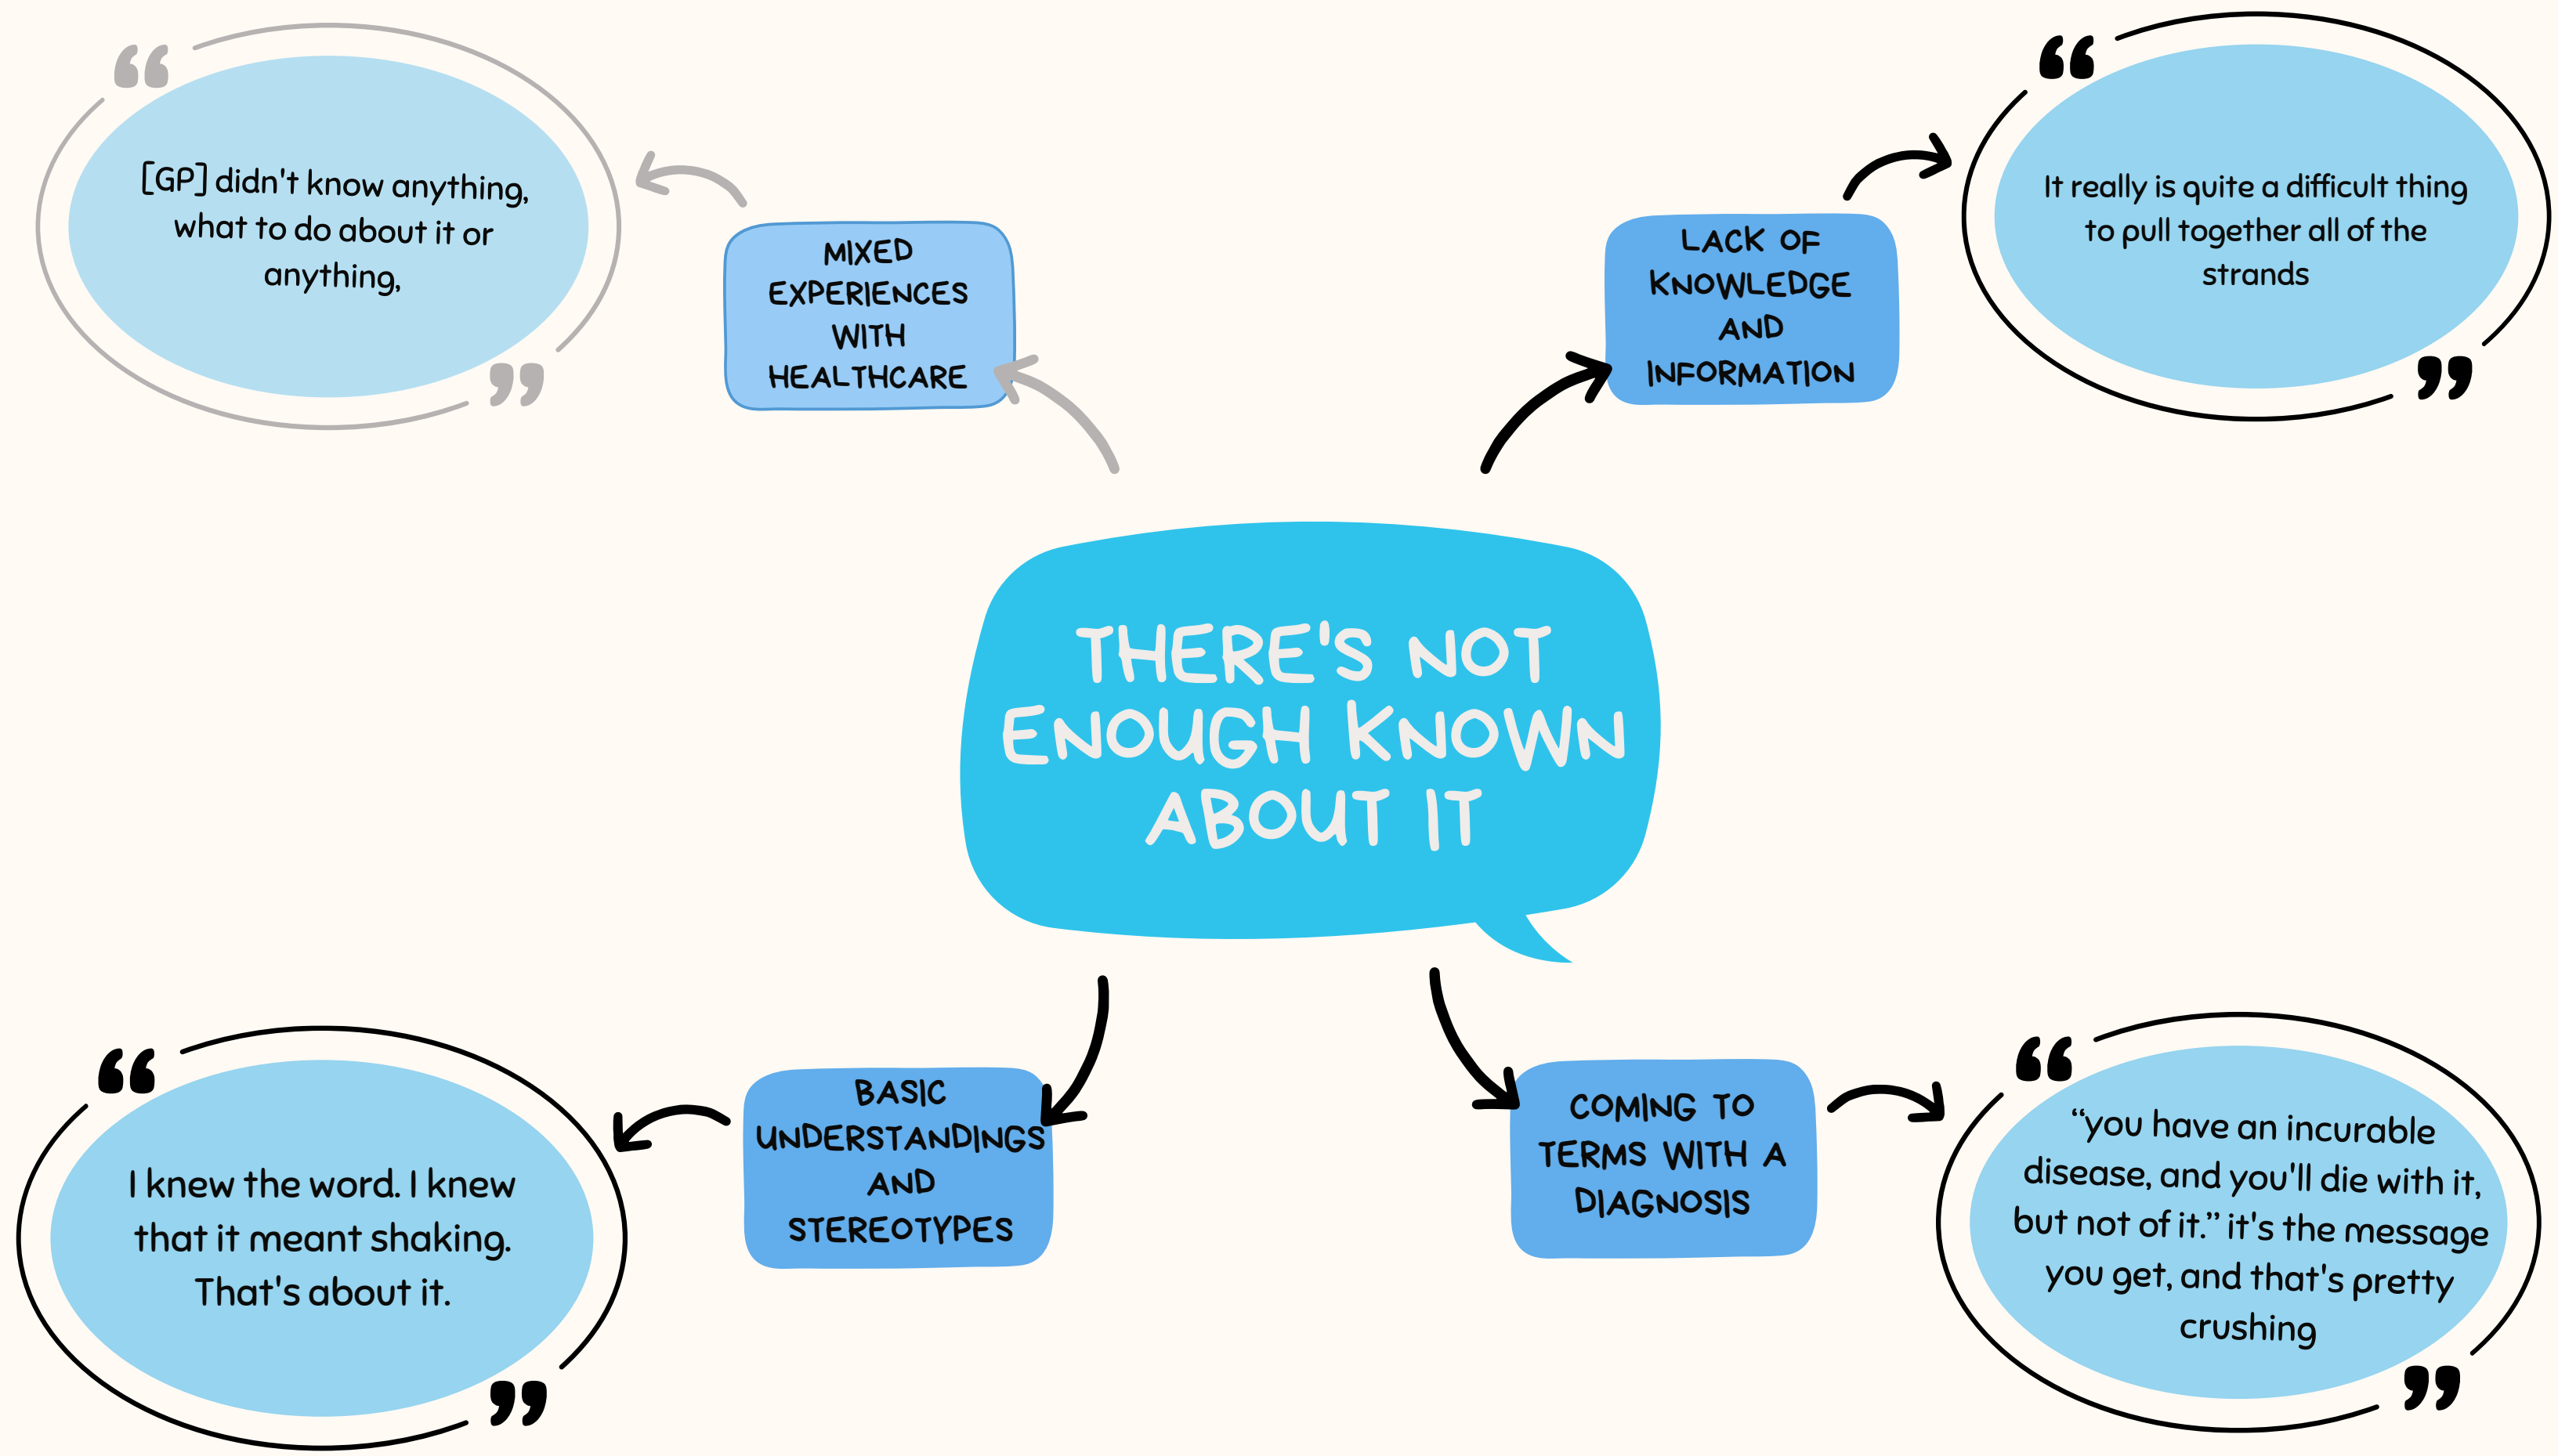 [GP] didn't know anything,
what to do about it or
anything,
MIXED
EXPERIENCES
WITH
HEALTHCARE
LACK OF
KNOWLEDGE
AND
INFORMATION
It really is quite a difficult thing
to pull together all of the
strands
THERE'S NOT
ENOUGH KNOWN
ABOUT IT
I knew the word. I knew
that it meant shaking.
That's about it.
BASIC
UNDERSTANDINGS
AND
STEREOTYPES
COMING TO
TERMS WITH A
DIAGNOSIS
“you have an incurable
disease, and you'll die with it,
but not of it.” it's the message
you get, and that's pretty
crushing